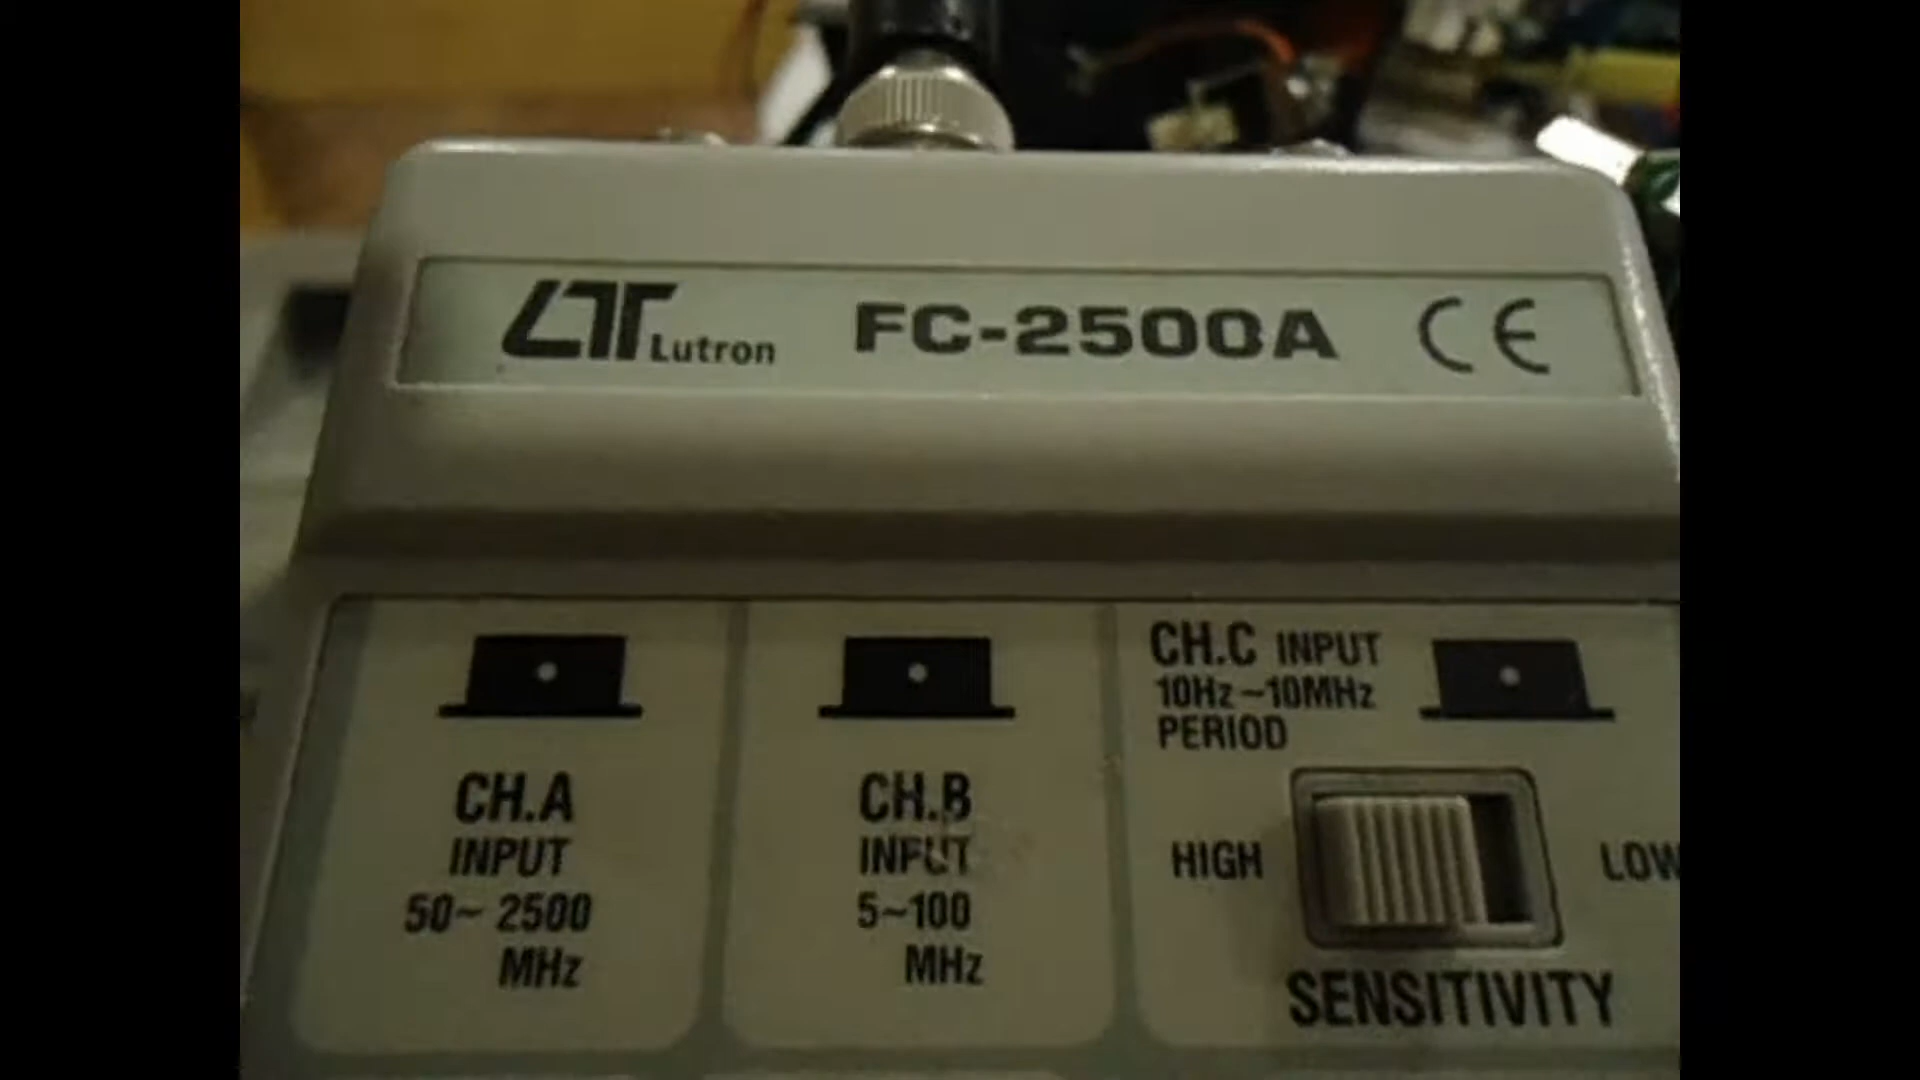 LT Lutron FC-2500A CE
CH.A
INPUT
50~2500
MHz
CH.B
INPUT
5~100
MHz
CH.C INPUT
10Hz~10MHz
PERIOD
HIGH LOW
SENSITIVITY